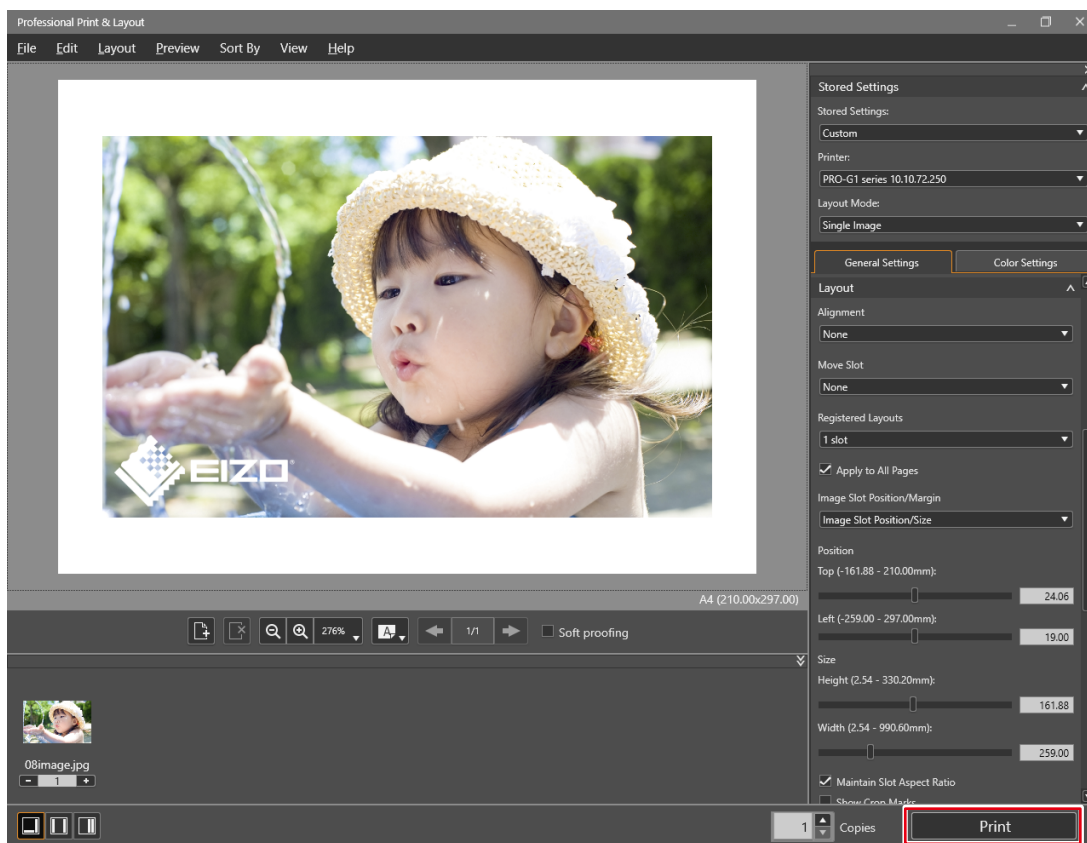 Professional Print & Layout
File Edit Layout Preview Sort By View Help
EIZO
A4 (210.00x297.00)
276% A 1/1 Soft proofing
08image.jpg
- 1 +
Stored Settings
Stored Settings:
Custom
Printer:
PRO-G1 series 10.10.72.250
Layout Mode:
Single Image
General Settings Color Settings
Layout
Alignment
None
Move Slot
None
Registered Layouts
1 slot
Apply to All Pages
Image Slot Position/Margin
Image Slot Position/Size
Position
Top (-161.88 - 210.00mm):
24.06
Left (-259.00 - 297.00mm):
19.00
Size
Height (2.54 - 330.20mm):
161.88
Width (2.54 - 990.60mm):
259.00
Maintain Slot Aspect Ratio
Show Crop Marks
1 Copies Print